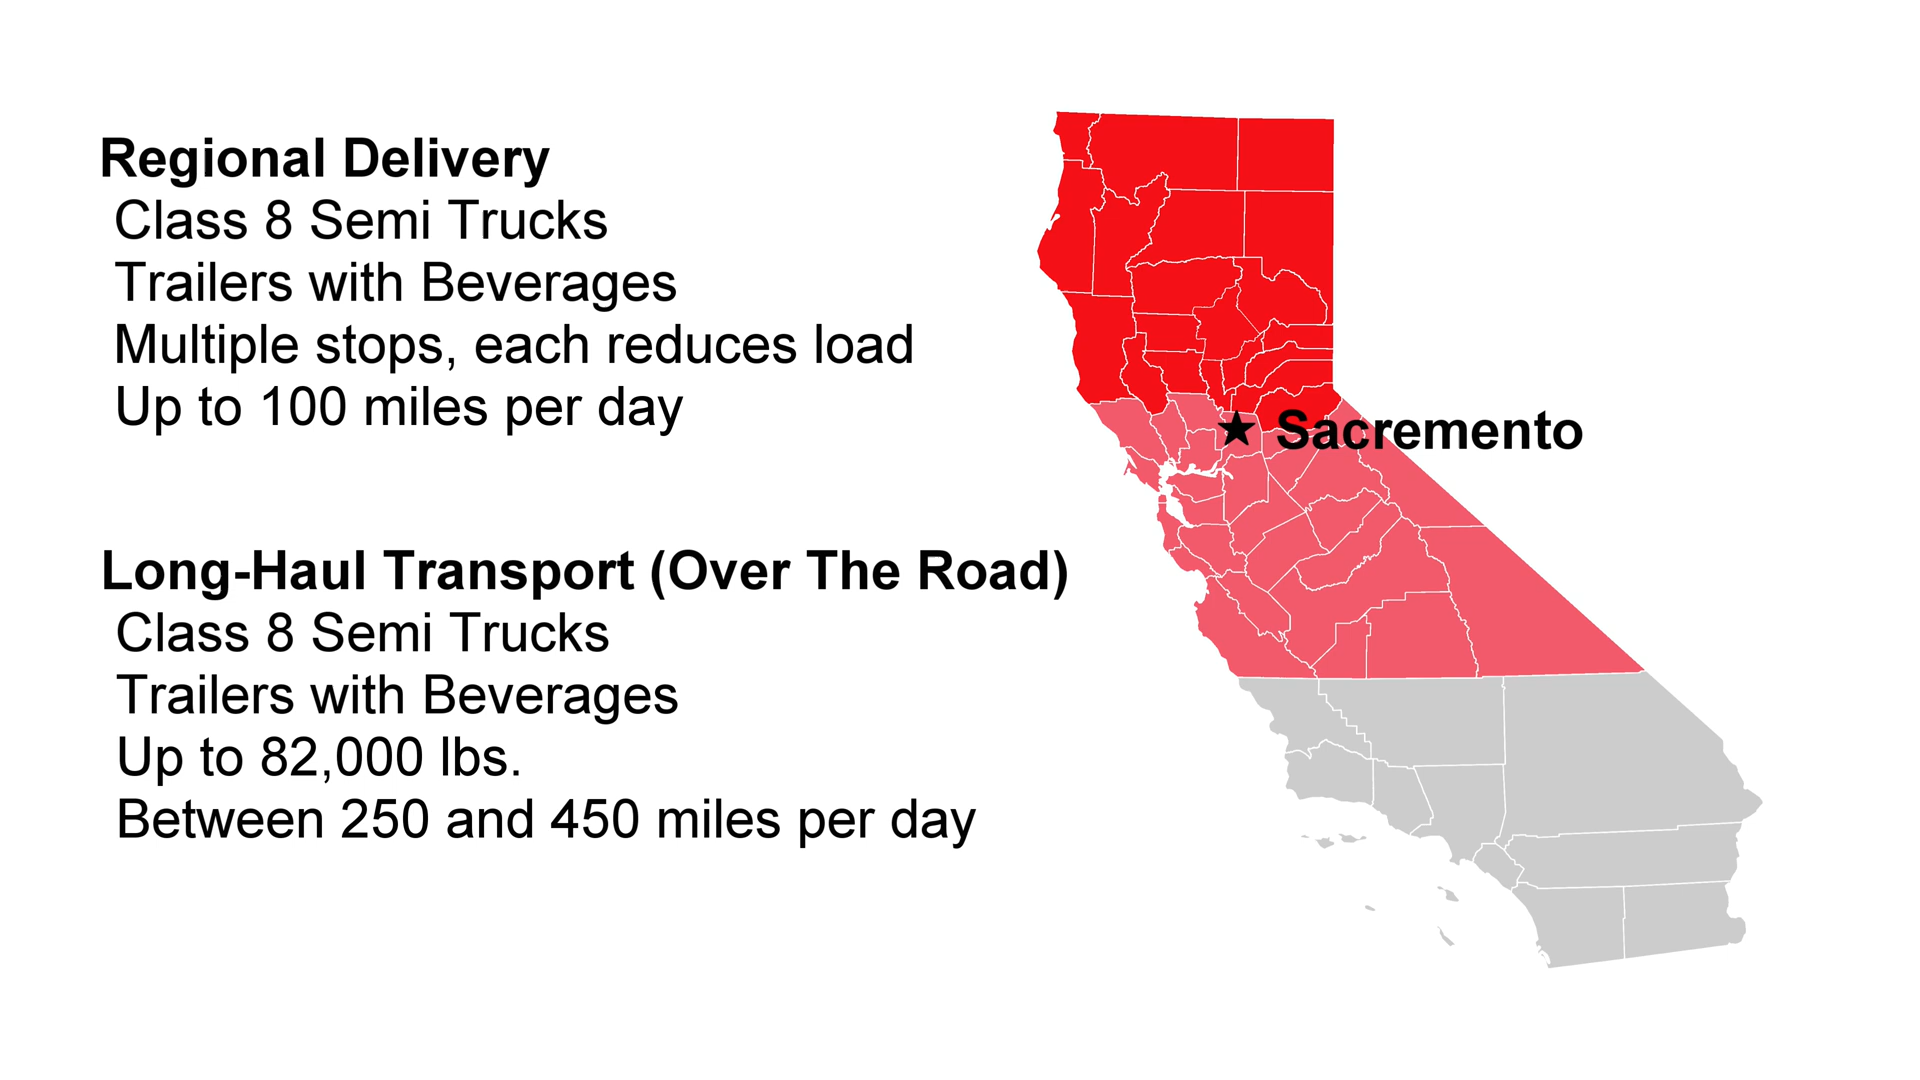 Regional Delivery
Class 8 Semi Trucks
Trailers with Beverages
Multiple stops, each reduces load
Up to 100 miles per day
Sacremento
Long-Haul Transport (Over The Road)
Class 8 Semi Trucks
Trailers with Beverages
Up to 82,000 lbs.
Between 250 and 450 miles per day